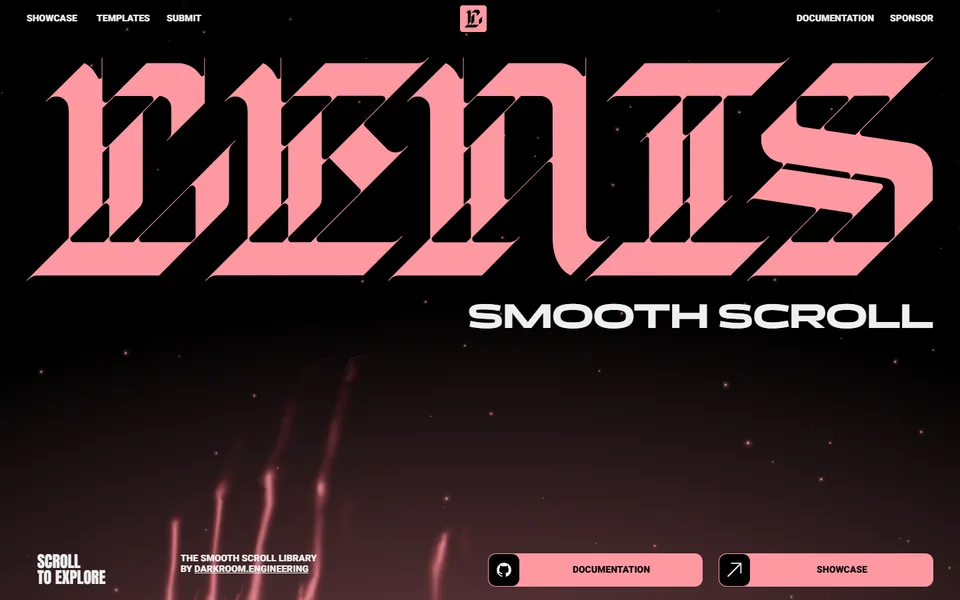 SHOWCASE TEMPLATES SUBMIT
L
DOCUMENTATION SPONSOR
LENIS
SMOOTH SCROLL
SCROLL
TO EXPLORE
THE SMOOTH SCROLL LIBRARY
BY DARKROOM.ENGINEERING
DOCUMENTATION
SHOWCASE